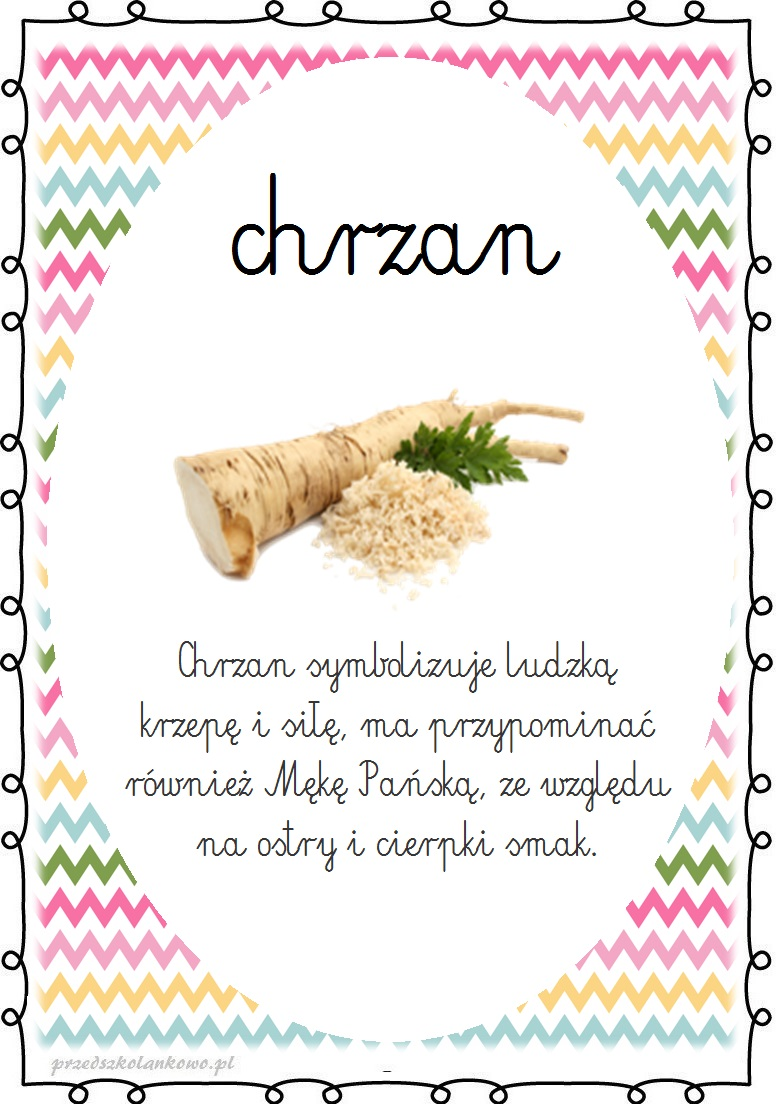 chrzan
Chrzan symbolizuje ludzką
krzepę i siłę, ma przypominać
również Mękę Pańską, ze względu
na ostry i cierpki smak.
przedszkolankowo.pl